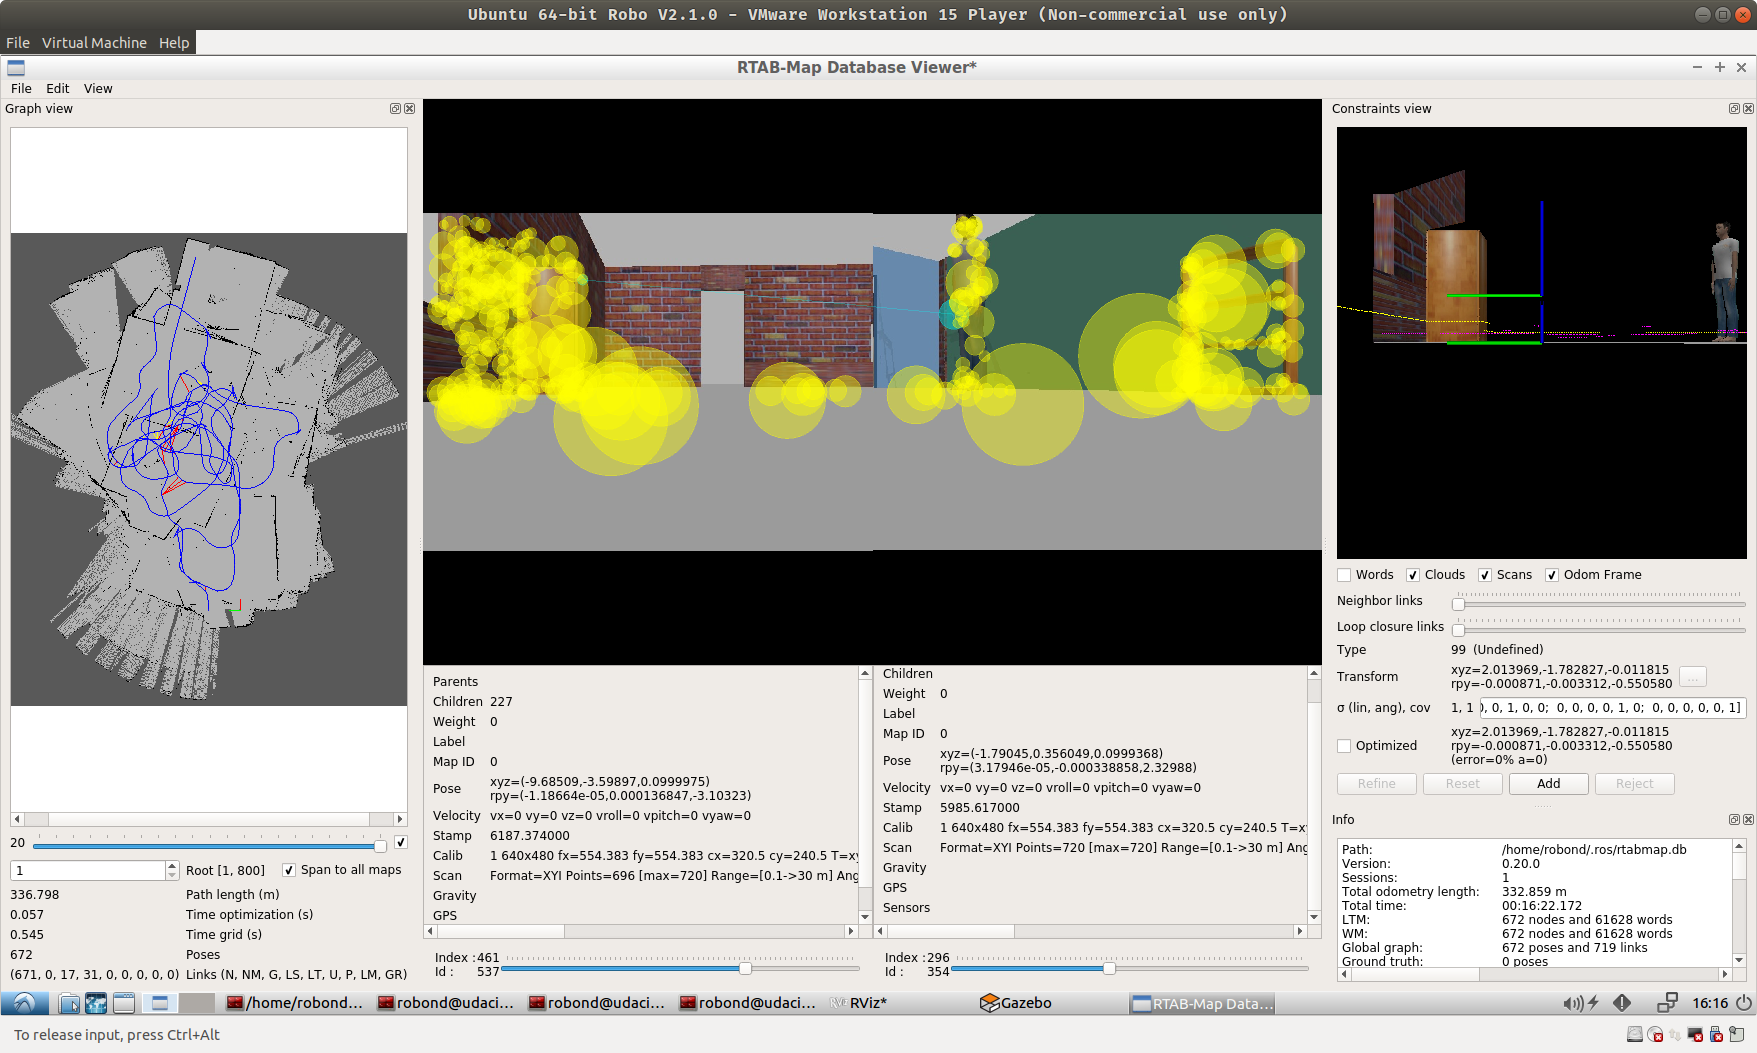 Ubuntu 64-bit Robo V2.1.0 - VMware Workstation 15 Player (Non-commercial use only)
File Virtual Machine Help
RTAB-Map Database Viewer*
File Edit View
Graph view
20
1
Root [1, 800]
Span to all maps
336.798 Path length (m)
0.057 Time optimization (s)
0.545 Time grid (s)
672 Poses
(671, 0, 17, 31, 0, 0, 0, 0, 0) Links (N, NM, G, LS, LT, U, P, LM, GR)
Parents
Children 227
Weight 0
Label
Map ID 0
Pose xyz=(-9.68509,-3.59897,0.0999975)
rpy=(-1.18664e-05,0.000136847,-3.10323)
Velocity vx=0 vy=0 vz=0 vroll=0 vpitch=0 vyaw=0
Stamp 6187.374000
Calib 1 640x480 fx=554.383 fy=554.383 cx=320.5 cy=240.5 T=xy
Scan Format=XYI Points=696 [max=720] Range=[0.1->30 m] Ang
Gravity
GPS
Index : 461
Id : 537
Children
Weight 0
Label
Map ID 0
Pose xyz=(-1.79045,0.356049,0.0999368)
rpy=(3.17946e-05,-0.000338858,2.32988)
Velocity vx=0 vy=0 vz=0 vroll=0 vpitch=0 vyaw=0
Stamp 5985.617000
Calib 1 640x480 fx=554.383 fy=554.383 cx=320.5 cy=240.5 T=x
Scan Format=XYI Points=720 [max=720] Range=[0.1->30 m] Ang
Gravity
GPS
Sensors
Index : 296
Id : 354
Constraints view
Words Clouds Scans Odom Frame
Neighbor links
Loop closure links
Type 99 (Undefined)
Transform xyz=2.013969,-1.782827,-0.011815
rpy=-0.000871,-0.003312,-0.550580
...
σ (lin, ang), cov 1, 1 0, 0, 1, 0, 0; 0, 0, 0, 0, 1, 0; 0, 0, 0, 0, 0, 1]
Optimized xyz=2.013969,-1.782827,-0.011815
rpy=-0.000871,-0.003312,-0.550580
(error=0% a=0)
Refine Reset Add Reject
Info
Path: /home/robond/.ros/rtabmap.db
Version: 0.20.0
Sessions: 1
Total odometry length: 332.859 m
Total time: 00:16:22.172
LTM: 672 nodes and 61628 words
WM: 672 nodes and 61628 words
Global graph: 672 poses and 719 links
Ground truth: 0 poses
/home/robond... robond@udaci... robond@udaci... robond@udaci... RViz* Gazebo RTAB-Map Data... 16:16
To release input, press Ctrl+Alt